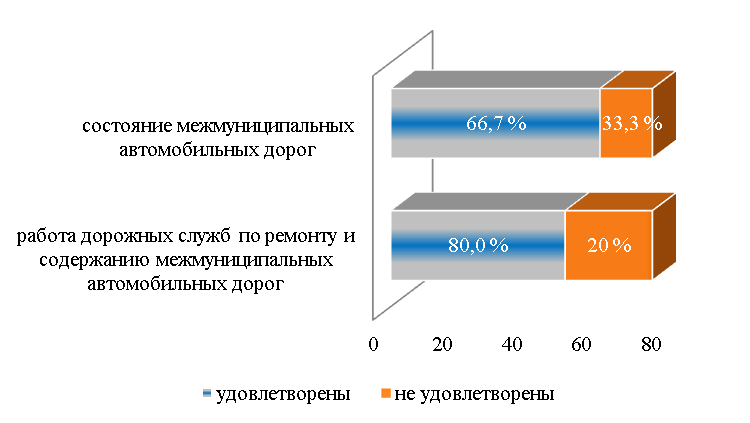 состояние межмуниципальных
автомобильных дорог
66,7 %
33,3 %
работа дорожных служб по ремонту и
содержанию межмуниципальных
автомобильных дорог
80,0 %
20 %
0 20 40 60 80
удовлетворены не удовлетворены